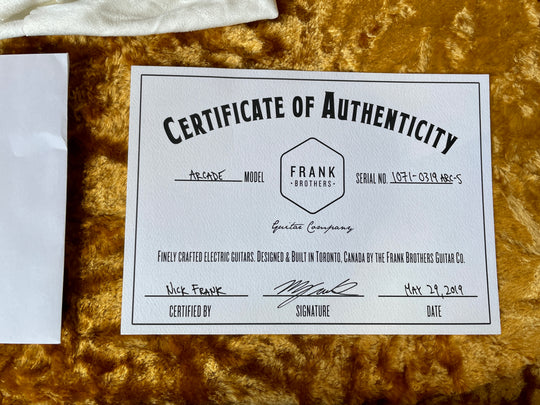 CERTIFICATE OF AUTHENTICITY
ARCADE MODEL
FRANK
• BROTHERS •
SERIAL NO. 1071-0319 ARC-S
Guitar Company
FINELY CRAFTED ELECTRIC GUITARS. DESIGNED & BUILT IN TORONTO, CANADA BY THE FRANK BROTHERS GUITAR CO.
NICK FRANK
MAY 29, 2019
CERTIFIED BY
SIGNATURE
DATE